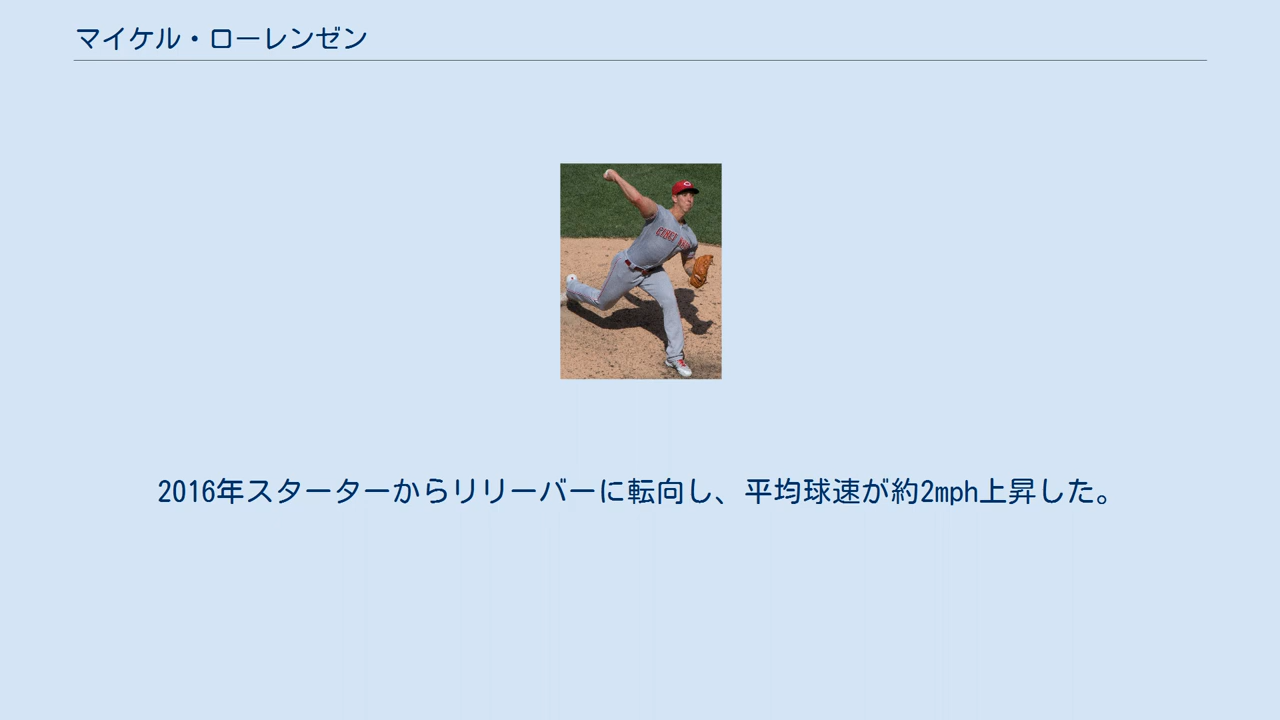 マイケル・ローレンゼン
2016年スターターからリリーバーに転向し、平均球速が約2mph上昇した。